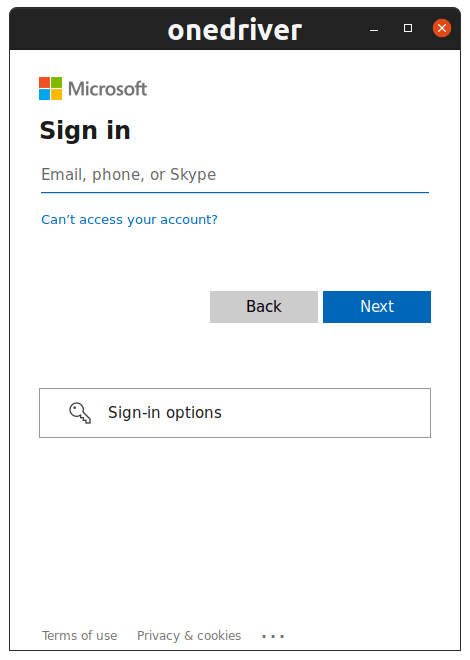 onedriver
Microsoft
Sign in
Email, phone, or Skype
Can’t access your account?
Back Next
Sign-in options
Terms of use Privacy & cookies ...